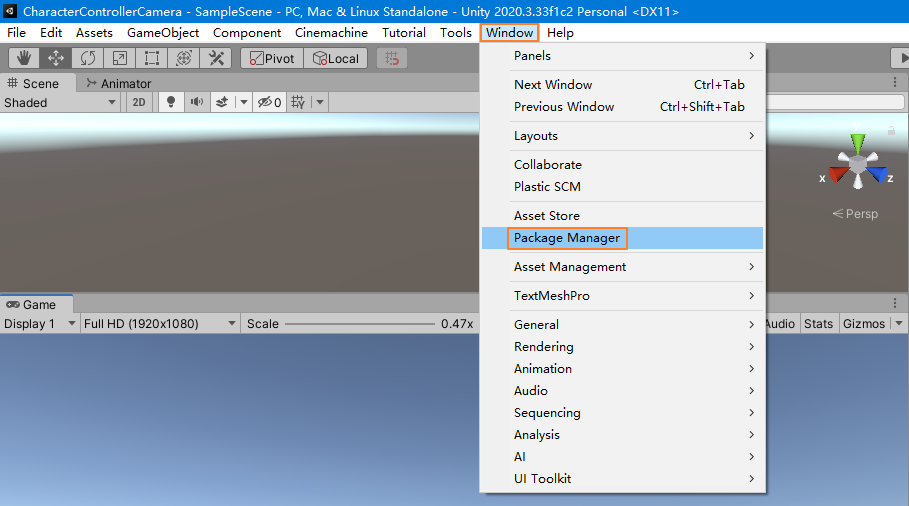 CharacterControllerCamera - SampleScene - PC, Mac & Linux Standalone - Unity 2020.3.33f1c2 Personal <DX11>
File Edit Assets GameObject Component Cinemachine Tutorial Tools Window Help
Pivot Local
Scene Animator
Shaded 2D 0
Panels
Next Window Ctrl+Tab
Previous Window Ctrl+Shift+Tab
Layouts
Collaborate
Plastic SCM
Asset Store
Package Manager
Asset Management
TextMeshPro
General
Rendering
Animation
Audio
Sequencing
Analysis
AI
UI Toolkit
x z
Persp
Game
Display 1 Full HD (1920x1080) Scale 0.47x Audio Stats Gizmos